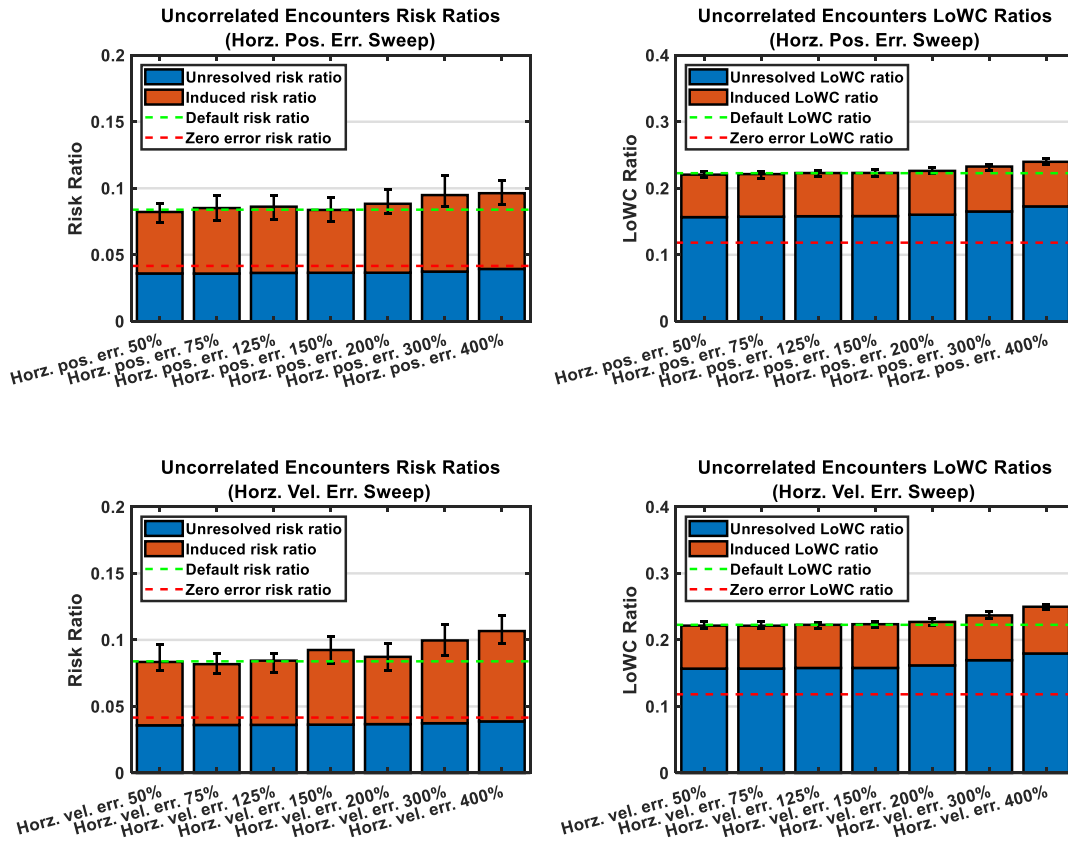 Uncorrelated Encounters Risk Ratios
(Horz. Pos. Err. Sweep)
0.2
0.15
0.1
0.05
0
Risk Ratio
Unresolved risk ratio
Induced risk ratio
Default risk ratio
Zero error risk ratio
Horz. pos. err. 50%
Horz. pos. err. 75%
Horz. pos. err. 125%
Horz. pos. err. 150%
Horz. pos. err. 200%
Horz. pos. err. 300%
Horz. pos. err. 400%
Uncorrelated Encounters LoWC Ratios
(Horz. Pos. Err. Sweep)
0.4
0.3
0.2
0.1
0
LoWC Ratio
Unresolved LoWC ratio
Induced LoWC ratio
Default LoWC ratio
Zero error LoWC ratio
Horz. pos. err. 50%
Horz. pos. err. 75%
Horz. pos. err. 125%
Horz. pos. err. 150%
Horz. pos. err. 200%
Horz. pos. err. 300%
Horz. pos. err. 400%
Uncorrelated Encounters Risk Ratios
(Horz. Vel. Err. Sweep)
0.2
0.15
0.1
0.05
0
Risk Ratio
Unresolved risk ratio
Induced risk ratio
Default risk ratio
Zero error risk ratio
Horz. vel. err. 50%
Horz. vel. err. 75%
Horz. vel. err. 125%
Horz. vel. err. 150%
Horz. vel. err. 200%
Horz. vel. err. 300%
Horz. vel. err. 400%
Uncorrelated Encounters LoWC Ratios
(Horz. Vel. Err. Sweep)
0.4
0.3
0.2
0.1
0
LoWC Ratio
Unresolved LoWC ratio
Induced LoWC ratio
Default LoWC ratio
Zero error LoWC ratio
Horz. vel. err. 50%
Horz. vel. err. 75%
Horz. vel. err. 125%
Horz. vel. err. 150%
Horz. vel. err. 200%
Horz. vel. err. 300%
Horz. vel. err. 400%